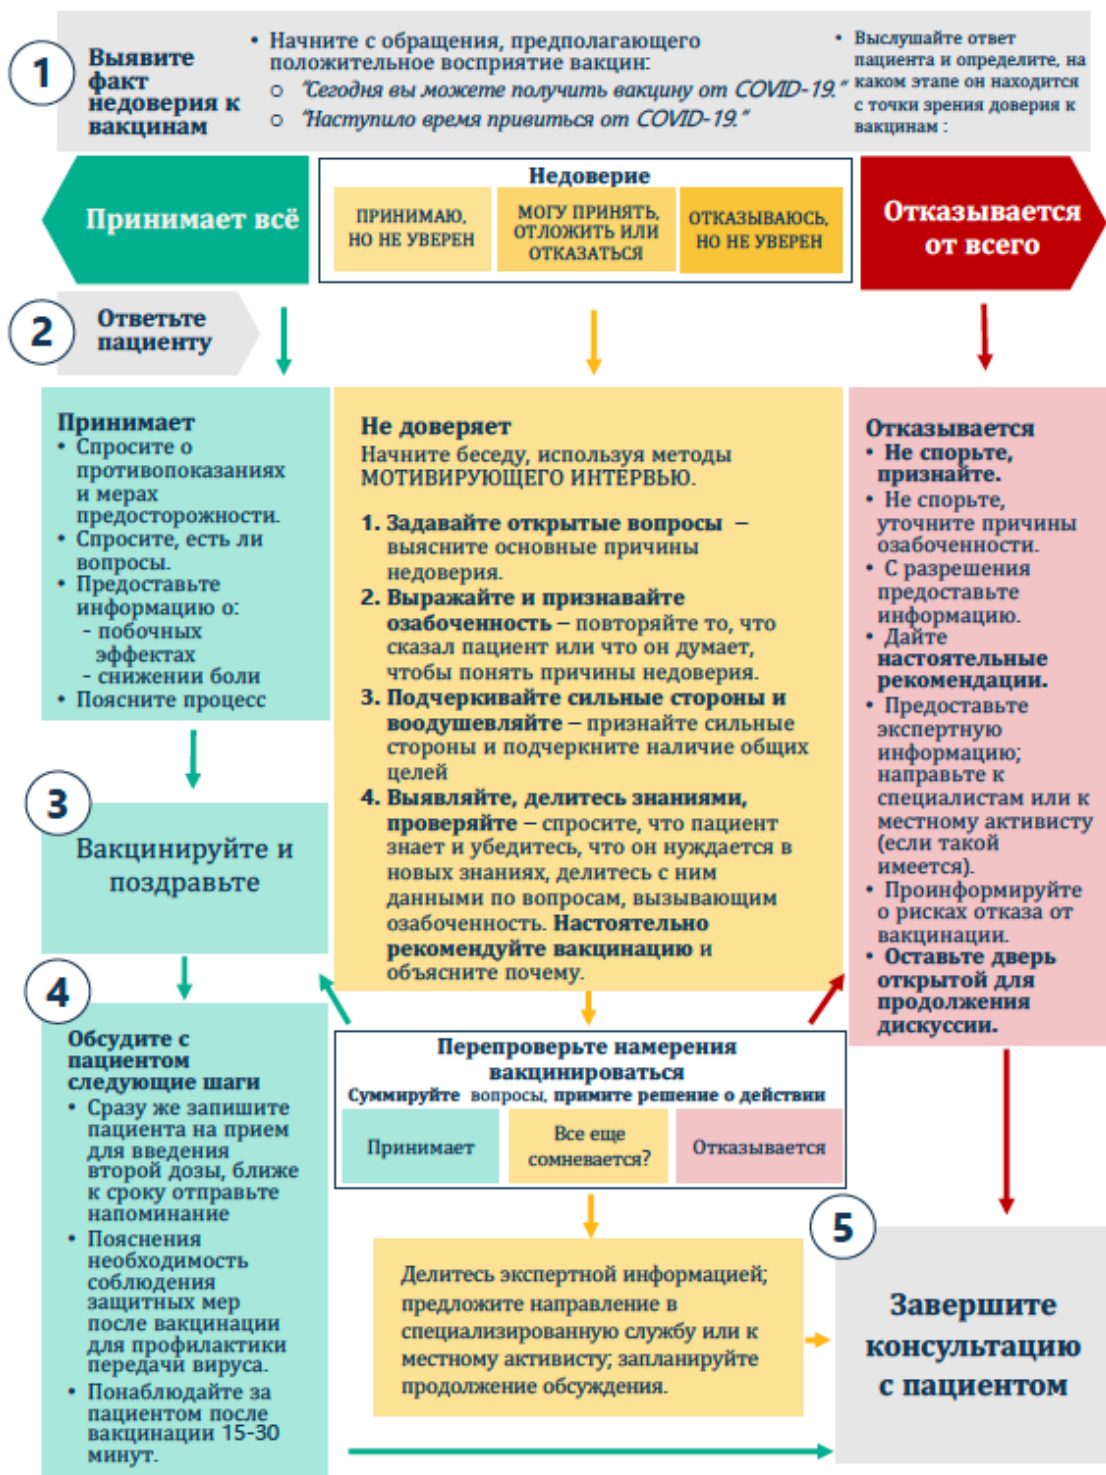 1
Выявите
факт
недоверия к
вакцинам
• Начните с обращения, предполагающего
положительное восприятие вакцин:
o "Сегодня вы можете получить вакцину от COVID-19."
o "Наступило время привиться от COVID-19."
• Выслушайте ответ
пациента и определите, на
каком этапе он находится
с точки зрения доверия к
вакцинам :
Принимает всё
Недоверие
ПРИНИМАЮ,
НО НЕ УВЕРЕН
МОГУ ПРИНЯТЬ,
ОТЛОЖИТЬ ИЛИ
ОТКАЗАТЬСЯ
ОТКАЗЫВАЮСЬ,
НО НЕ УВЕРЕН
Отказывается
от всего
2
Ответьте
пациенту
Принимает
• Спросите о
противопоказаниях
и мерах
предосторожности.
• Спросите, есть ли
вопросы.
• Предоставьте
информацию о:
- побочных
эффектах
- снижении боли
• Поясните процесс
Не доверяет
Начните беседу, используя методы
МОТИВИРУЮЩЕГО ИНТЕРВЬЮ.
1. Задавайте открытые вопросы –
выясните основные причины
недоверия.
2. Выражайте и признавайте
озабоченность – повторяйте то, что
сказал пациент или что он думает,
чтобы понять причины недоверия.
3. Подчеркивайте сильные стороны и
воодушевляйте – признайте сильные
стороны и подчеркните наличие общих
целей
4. Выявляйте, делитесь знаниями,
проверяйте – спросите, что пациент
знает и убедитесь, что он нуждается в
новых знаниях, делитесь с ним
данными по вопросам, вызывающим
озабоченность. Настоятельно
рекомендуйте вакцинацию и
объясните почему.
Отказывается
• Не спорьте,
признайте.
• Не спорьте,
уточните причины
озабоченности.
• С разрешения
предоставьте
информацию.
• Дайте
настоятельные
рекомендации.
• Предоставьте
экспертную
информацию;
направьте к
специалистам или к
местному активисту
(если такой
имеется).
• Проинформируйте
о рисках отказа от
вакцинации.
• Оставьте дверь
открытой для
продолжения
дискуссии.
3
Вакцинируйте и
поздравьте
4
Обсудите с
пациентом
следующие шаги
• Сразу же запишите
пациента на прием
для введения
второй дозы, ближе
к сроку отправьте
напоминание
• Пояснения
необходимость
соблюдения
защитных мер
после вакцинации
для профилактики
передачи вируса.
• Понаблюдайте за
пациентом после
вакцинации 15-30
минут.
Перепроверьте намерения
вакцинироваться
Суммируйте вопросы, примите решение о действии
Принимает
Все еще
сомневается?
Отказывается
Делитесь экспертной информацией;
предложите направление в
специализированную службу или к
местному активисту; запланируйте
продолжение обсуждения.
5
Завершите
консультацию
с пациентом